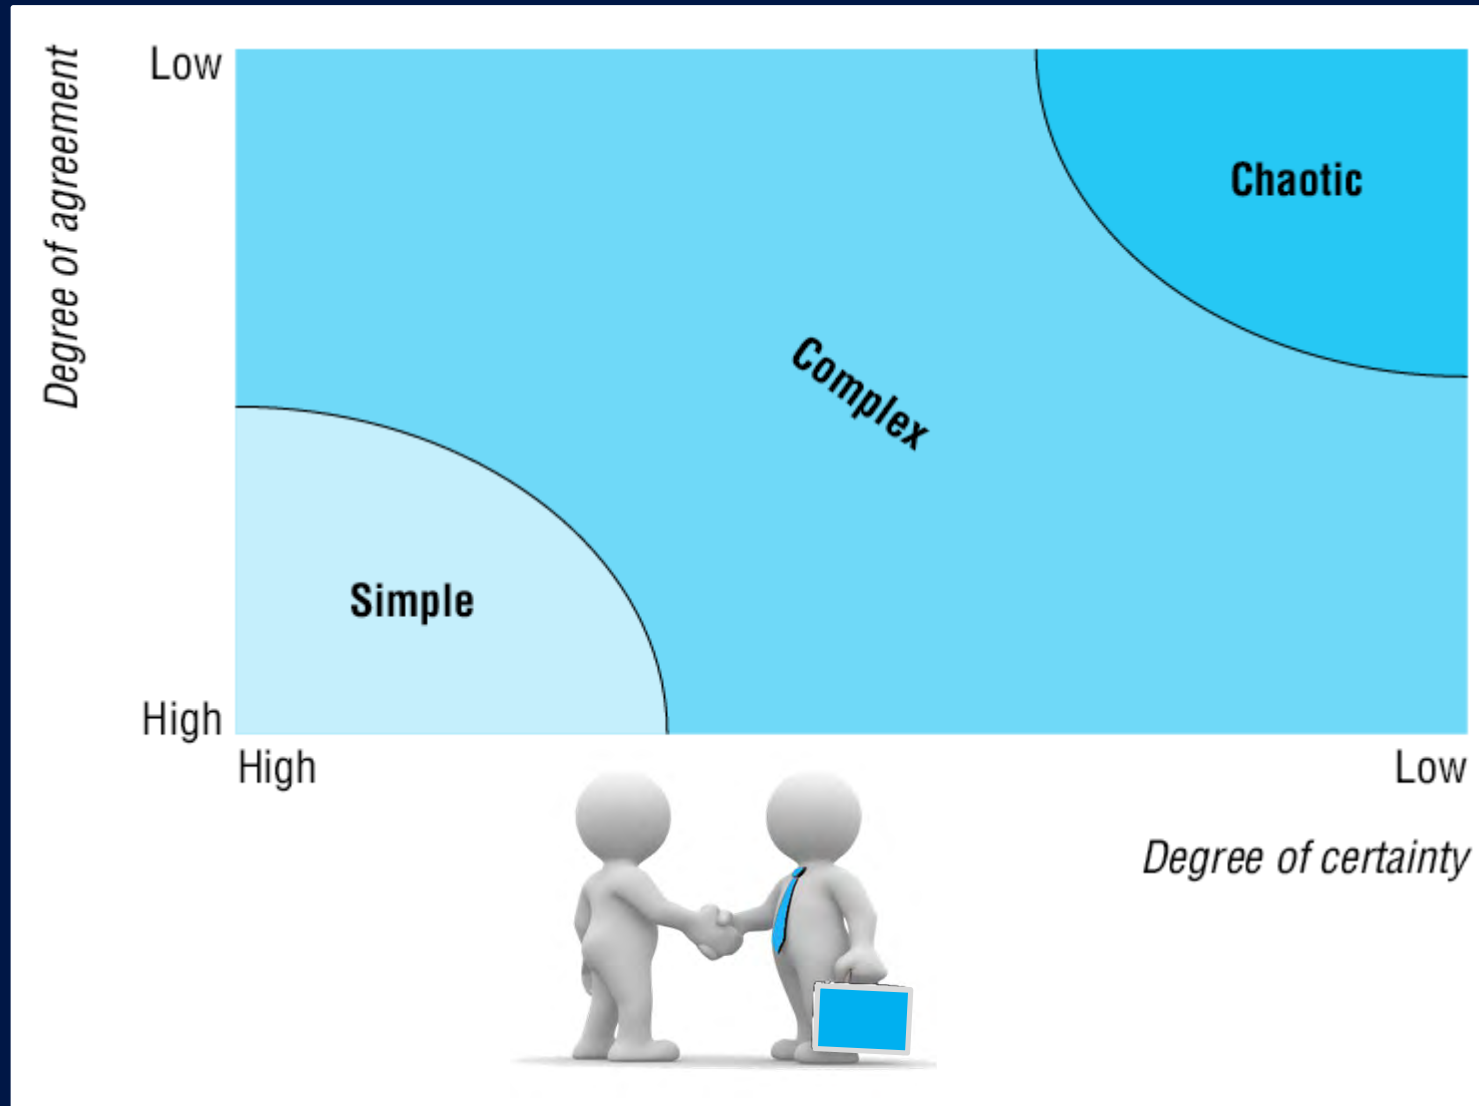 Degree of agreement
Low
Chaotic
Complex
Simple
High
High
Low
Degree of certainty